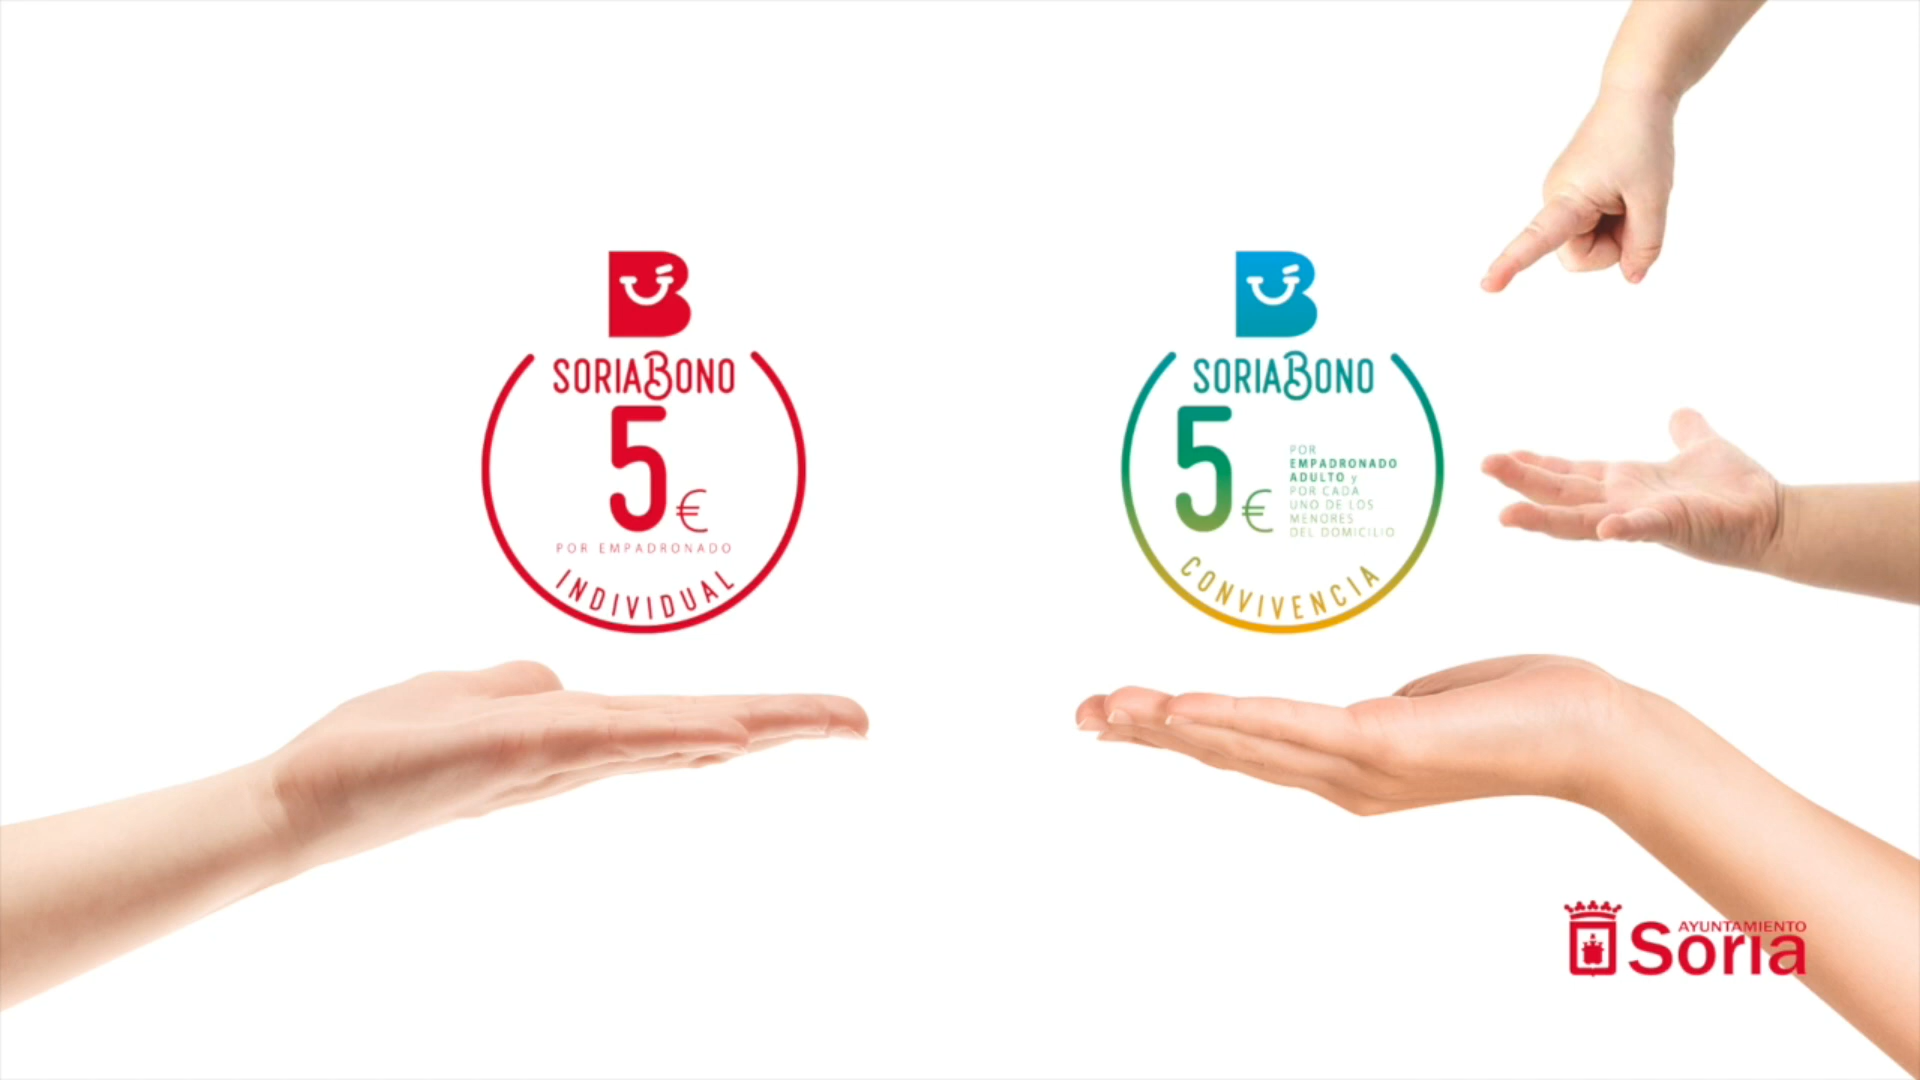 B
SORIABONO
5€
POR EMPADRONADO
INDIVIDUAL
B
SORIABONO
5€
POR
EMPADRONADO
ADULTO y
POR CADA
UNO DE LOS
MENORES
DEL DOMICILIO
CONVIVENCIA
AYUNTAMIENTO
Soria